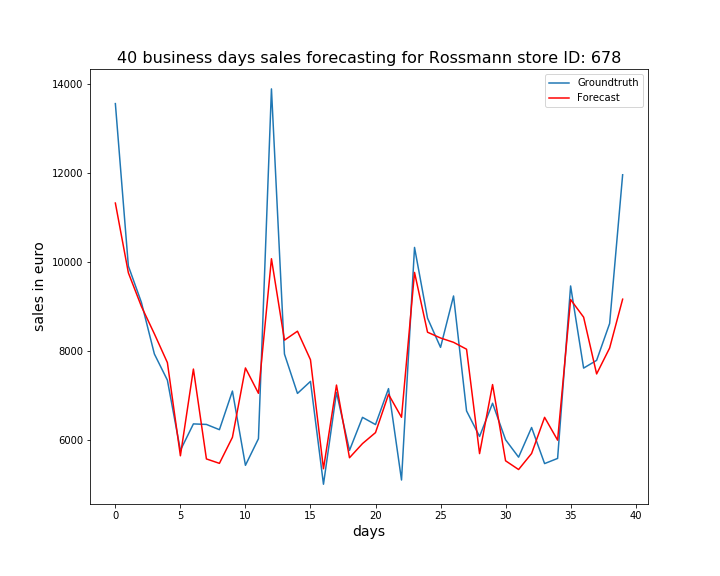 40 business days sales forecasting for Rossmann store ID: 678
Groundtruth
Forecast
14000
12000
10000
8000
6000
sales in euro
0 5 10 15 20 25 30 35 40
days